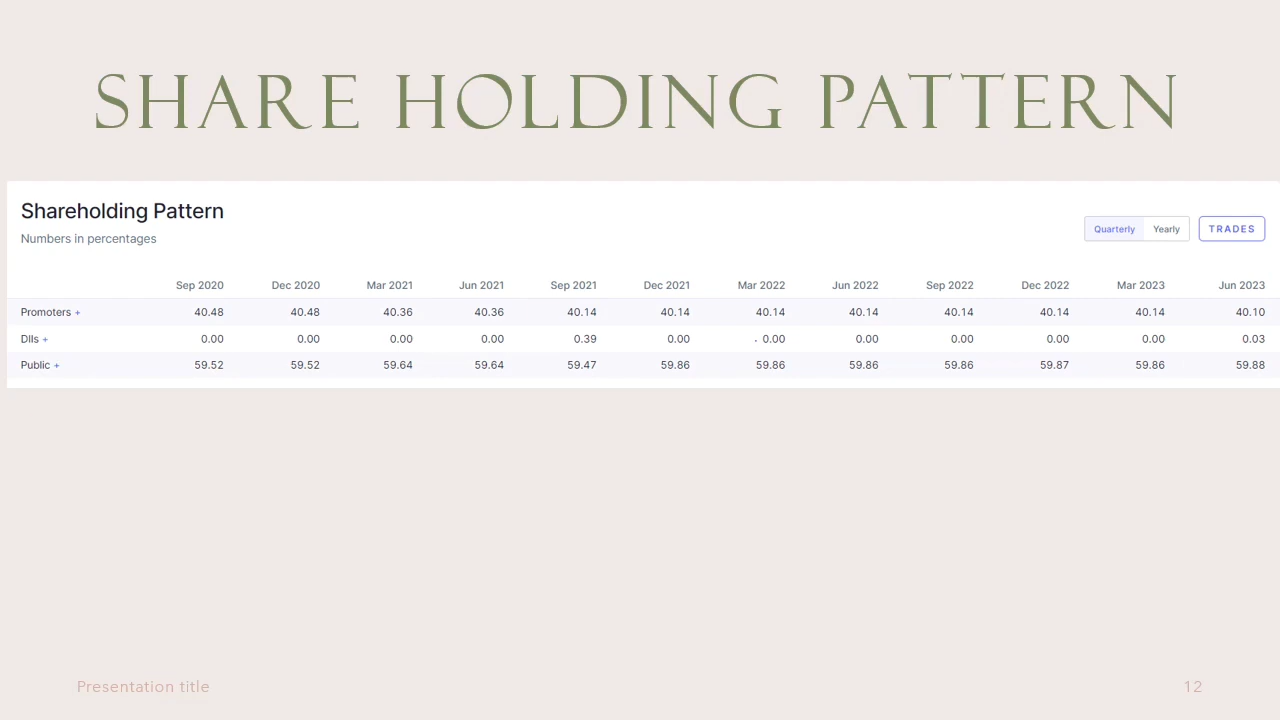 SHARE HOLDING PATTERN
Shareholding Pattern
Numbers in percentages
Quarterly Yearly TRADES
Sep 2020 Dec 2020 Mar 2021 Jun 2021 Sep 2021 Dec 2021 Mar 2022 Jun 2022 Sep 2022 Dec 2022 Mar 2023 Jun 2023
Promoters + 40.48 40.48 40.36 40.36 40.14 40.14 40.14 40.14 40.14 40.14 40.14 40.10
DIIs + 0.00 0.00 0.00 0.00 0.39 0.00 0.00 0.00 0.00 0.00 0.00 0.03
Public + 59.52 59.52 59.64 59.64 59.47 59.86 59.86 59.86 59.86 59.87 59.86 59.88
Presentation title 12